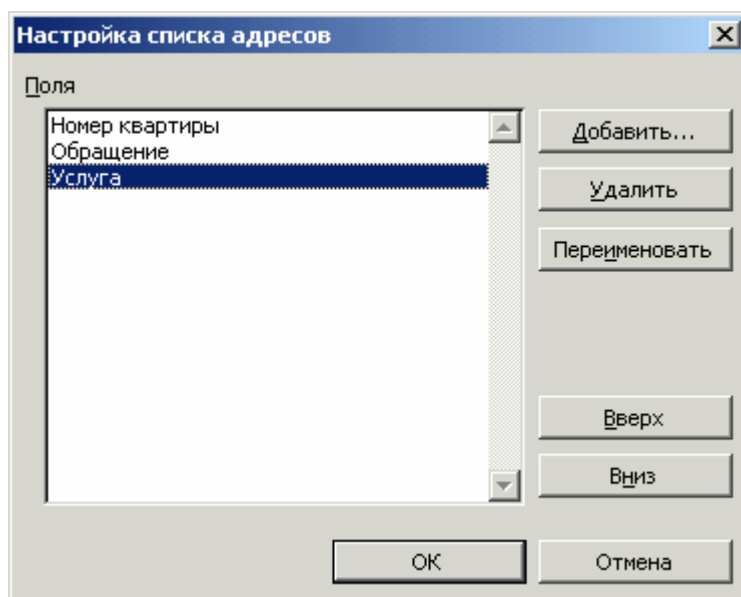 Настройка списка адресов
Поля
Номер квартиры
Обращение
Услуга
Добавить...
Удалить
Переименовать
Вверх
Вниз
ОК
Отмена